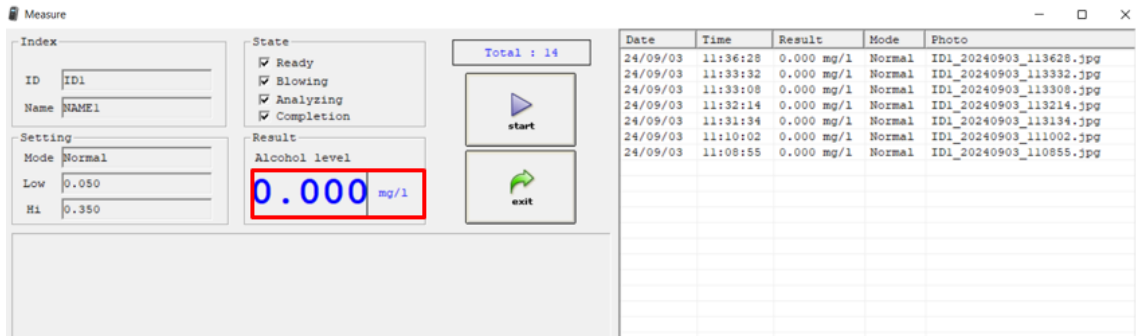 Measure
Index
ID ID1
Name NAME1
Setting
Mode Normal
Low 0.050
Hi 0.350
State
Ready
Blowing
Analyzing
Completion
Result
Alcohol level
0.000 mg/l
Total : 14
start
exit
Date Time Result Mode Photo
24/09/03 11:36:28 0.000 mg/l Normal ID1_20240903_113628.jpg
24/09/03 11:33:32 0.000 mg/l Normal ID1_20240903_113332.jpg
24/09/03 11:33:08 0.000 mg/l Normal ID1_20240903_113308.jpg
24/09/03 11:32:14 0.000 mg/l Normal ID1_20240903_113214.jpg
24/09/03 11:31:34 0.000 mg/l Normal ID1_20240903_113134.jpg
24/09/03 11:10:02 0.000 mg/l Normal ID1_20240903_111002.jpg
24/09/03 11:08:55 0.000 mg/l Normal ID1_20240903_110855.jpg